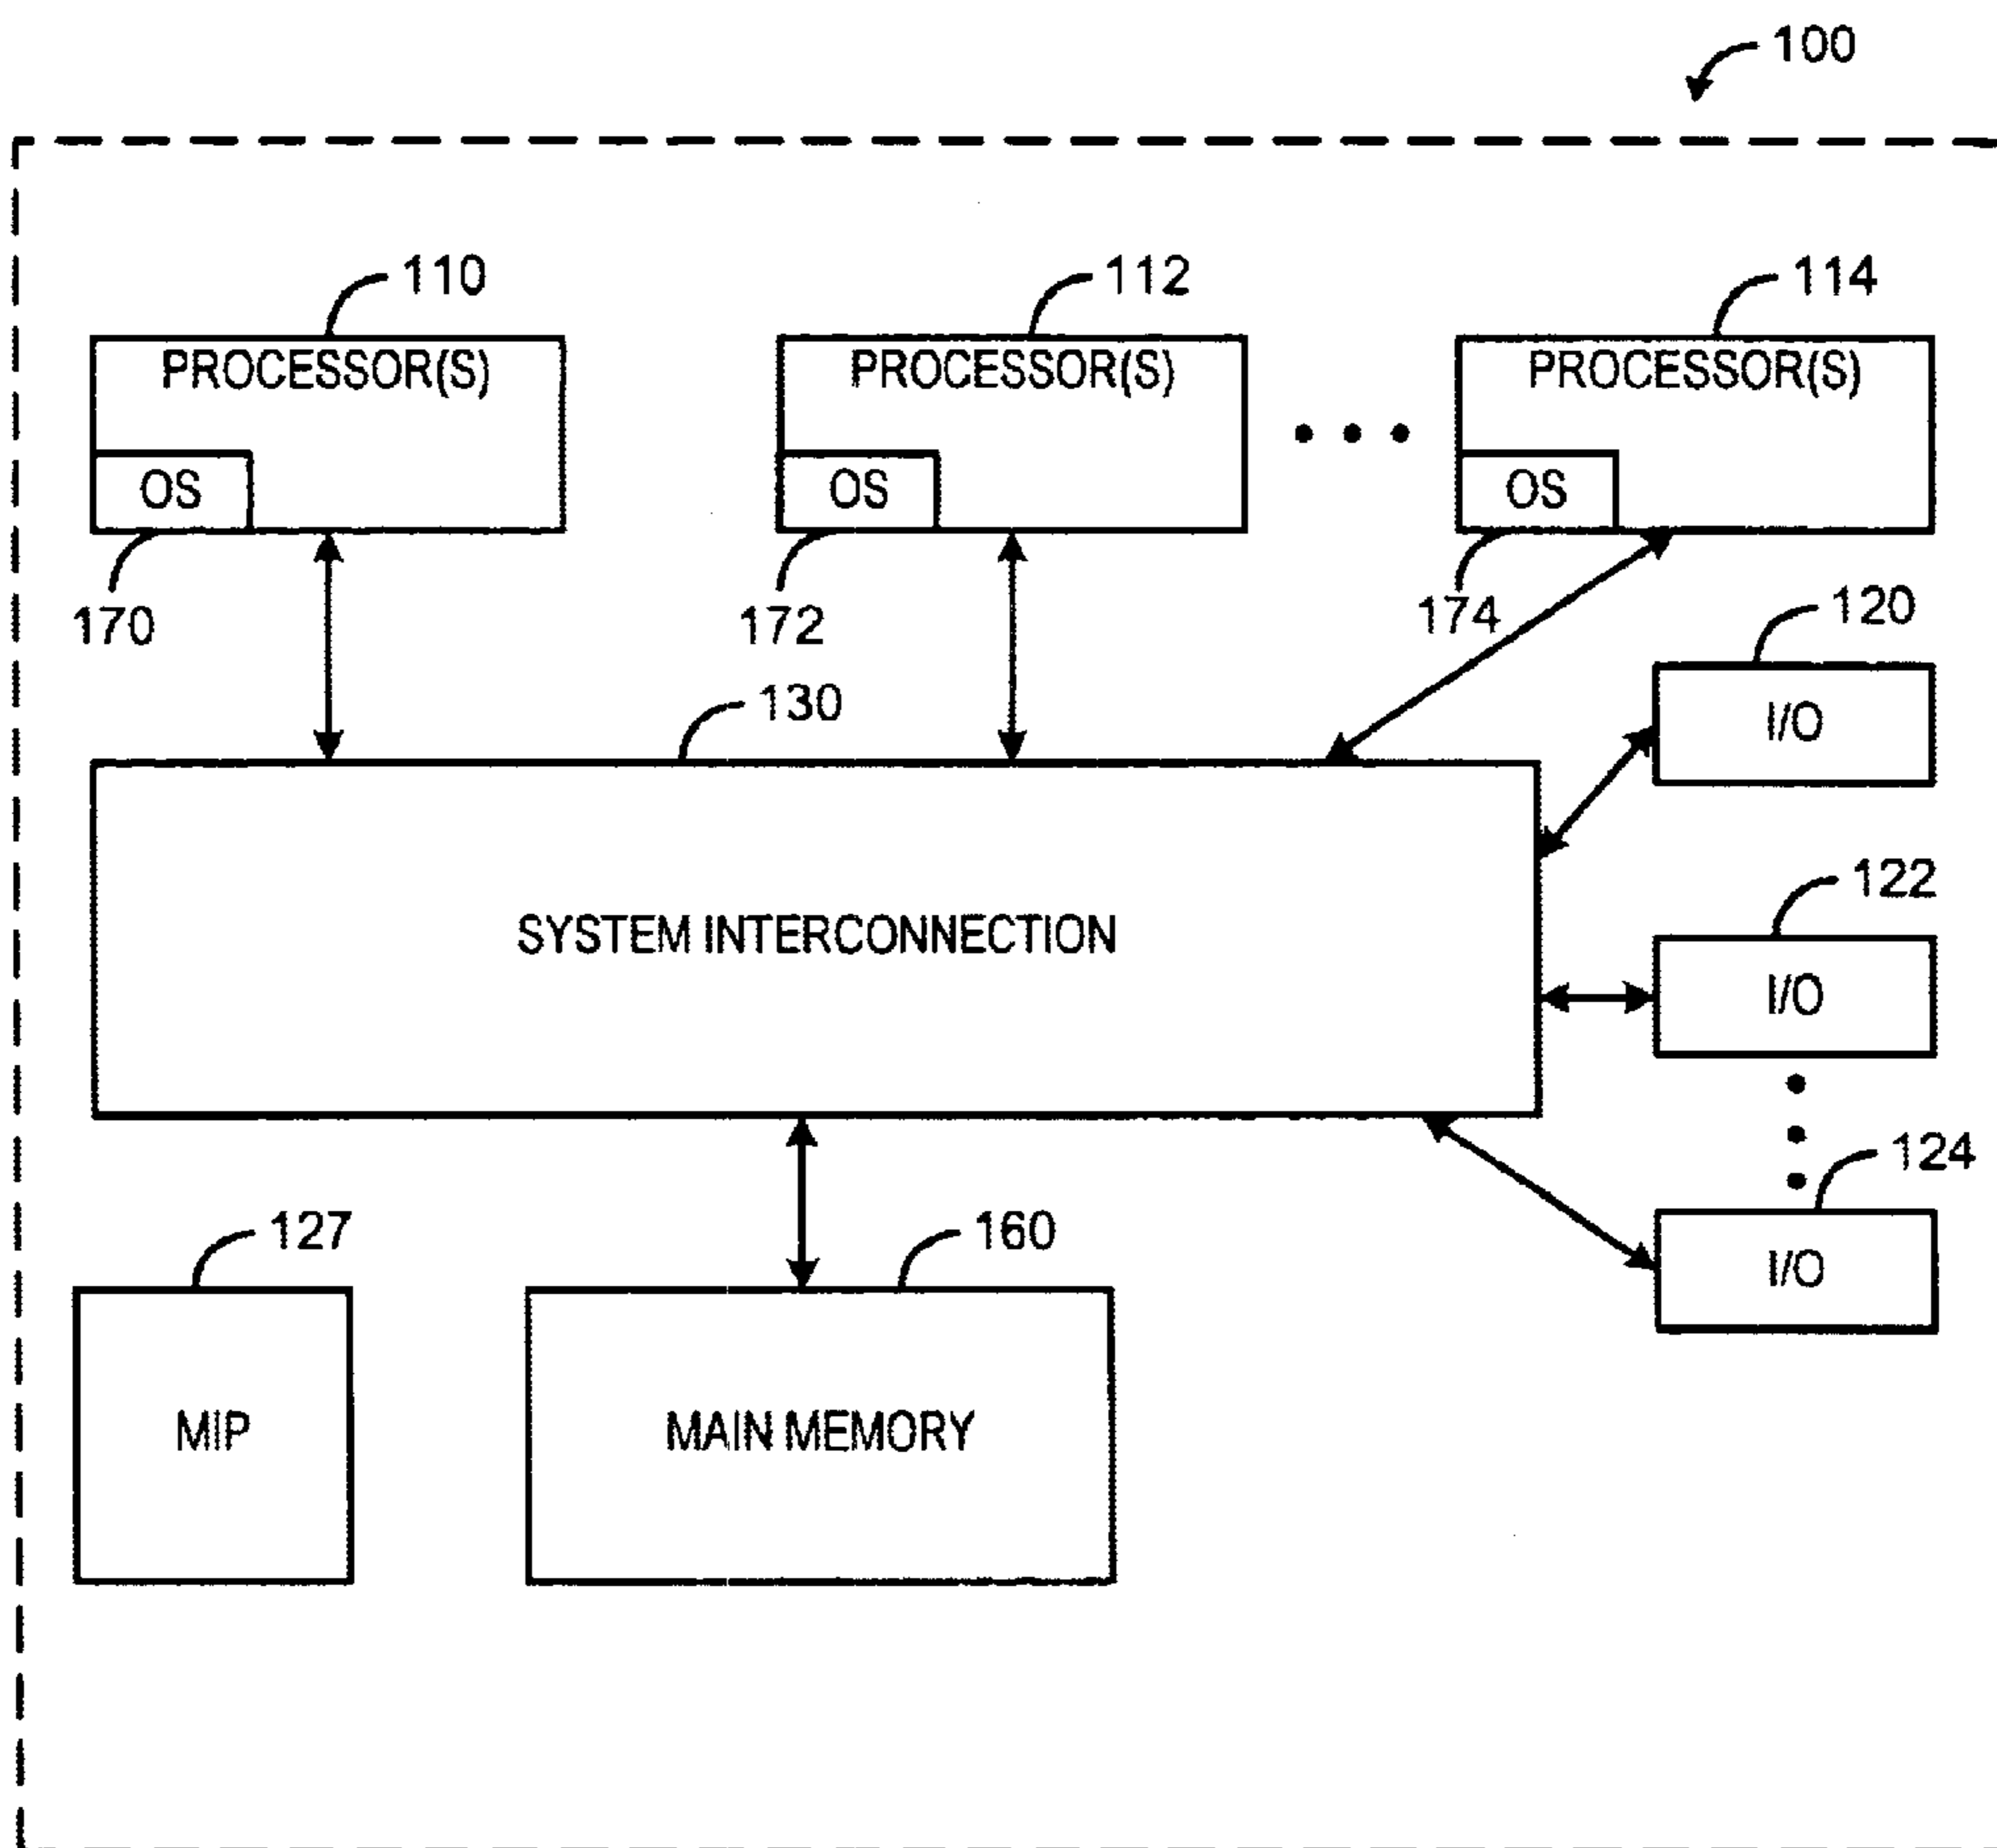 100
110
112
114
PROCESSOR(S)
PROCESSOR(S)
PROCESSOR(S)
OS
OS
OS
170
172
174
120
130
I/O
122
SYSTEM INTERCONNECTION
I/O
124
127
160
I/O
MIP
MAIN MEMORY